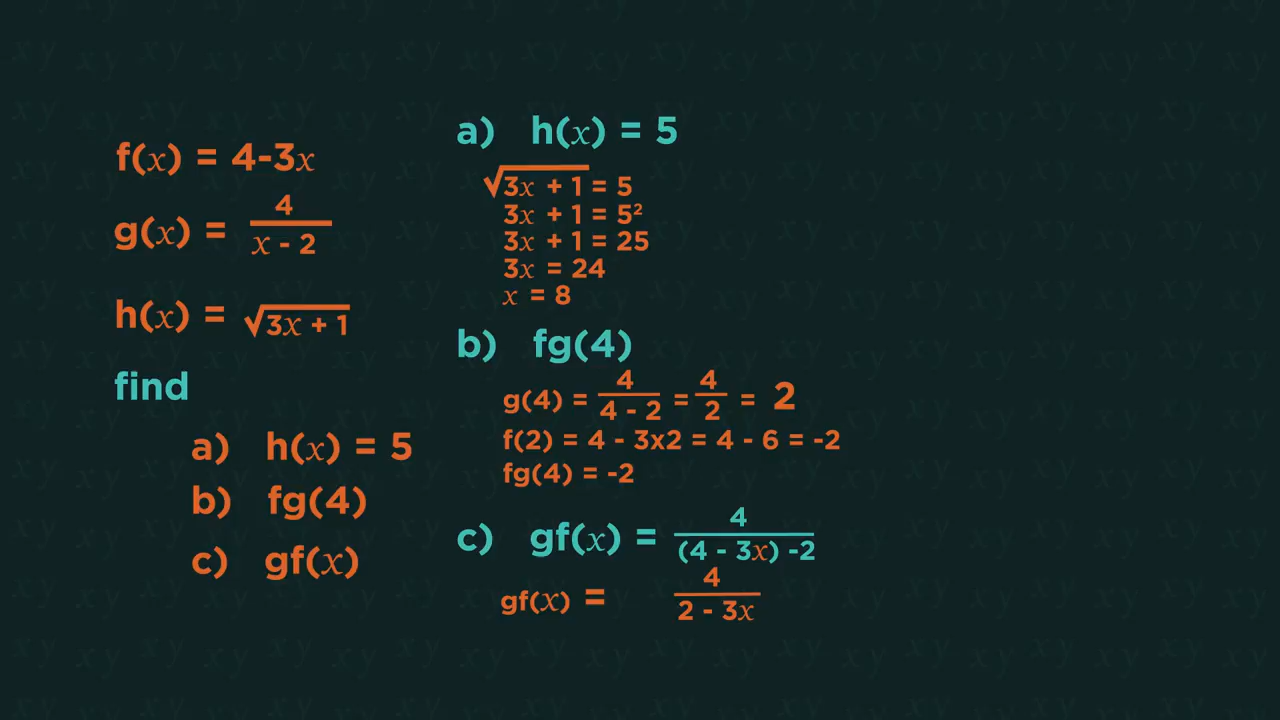 f(x) = 4-3x
g(x) = 4/(x - 2)
h(x) = √(3x + 1)
find
a) h(x) = 5
b) fg(4)
c) gf(x)
a) h(x) = 5
√(3x + 1) = 5
3x + 1 = 5²
3x + 1 = 25
3x = 24
x = 8
b) fg(4)
g(4) = 4/(4 - 2) = 4/2 = 2
f(2) = 4 - 3x2 = 4 - 6 = -2
fg(4) = -2
c) gf(x) = 4/((4 - 3x) -2)
gf(x) = 4/(2 - 3x)